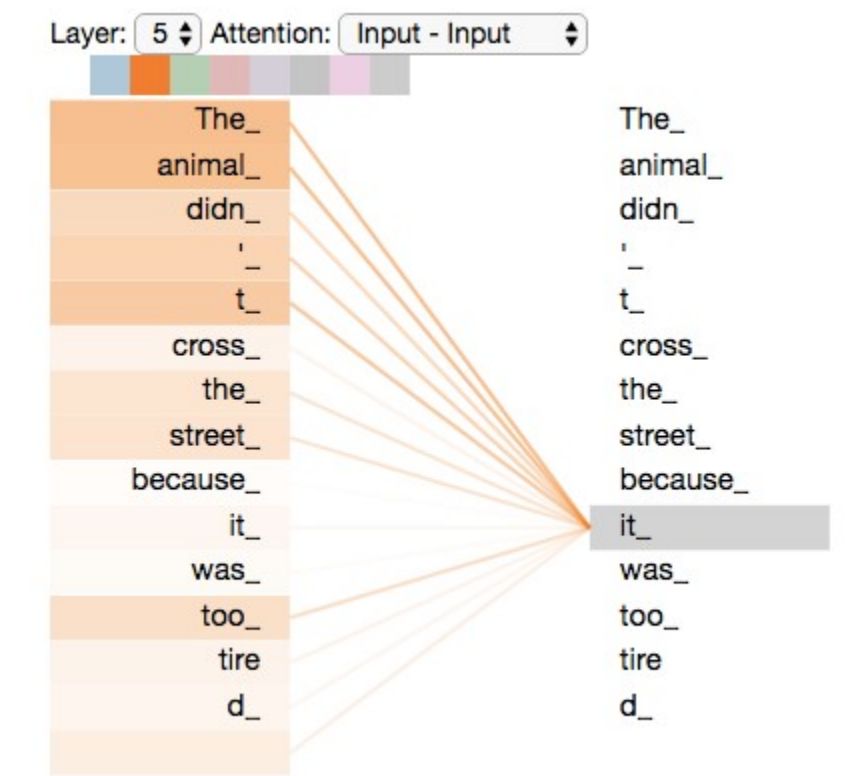 Layer: 5 Attention: Input - Input
The_ The_
animal_ animal_
didn_ didn_
'_ '_
t_ t_
cross_ cross_
the_ the_
street_ street_
because_ because_
it_ it_
was_ was_
too_ too_
tire tire
d_ d_